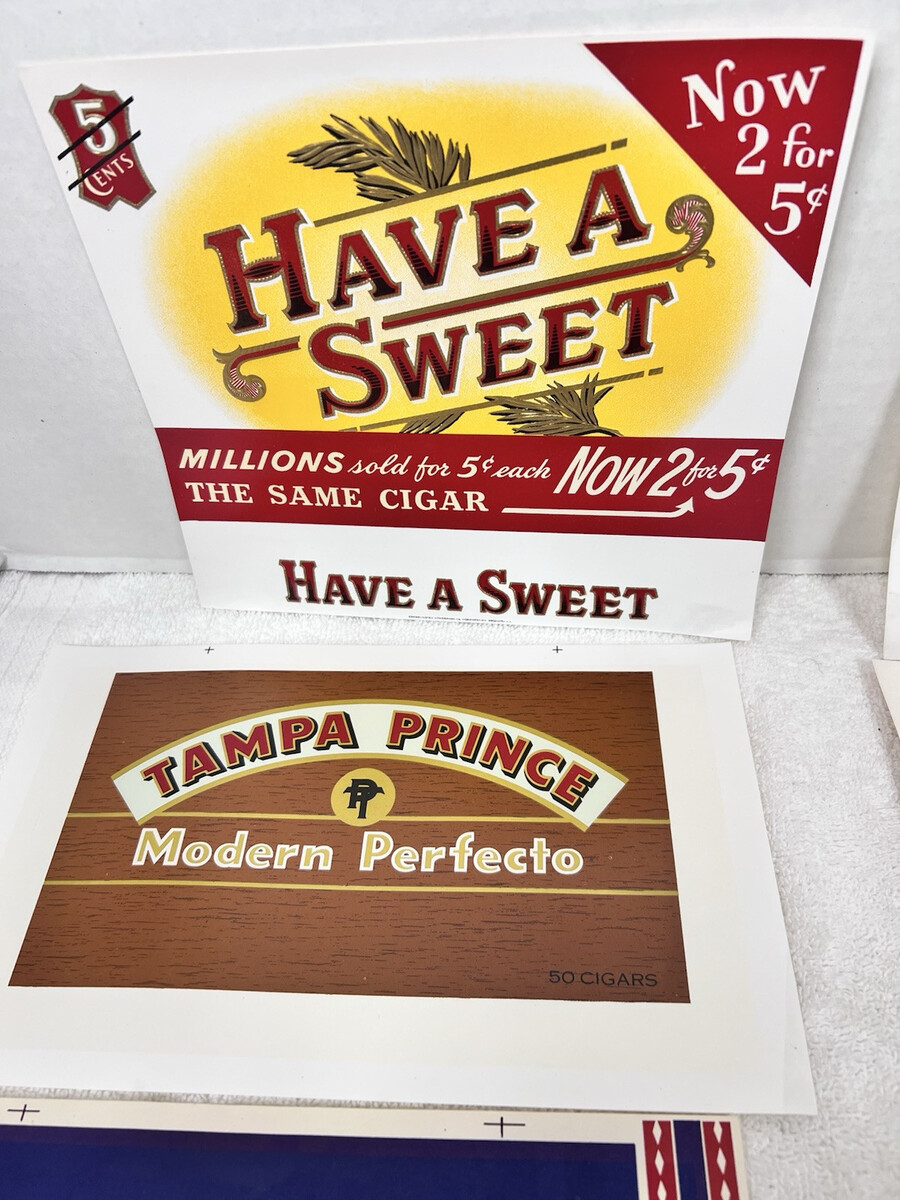 5
CENTS
NOW
2 for
5¢
HAVE A
SWEET
MILLIONS sold for 5¢ each NOW 2 for 5¢
THE SAME CIGAR
HAVE A SWEET
TAMPA PRINCE
PT
Modern Perfecto
50 CIGARS